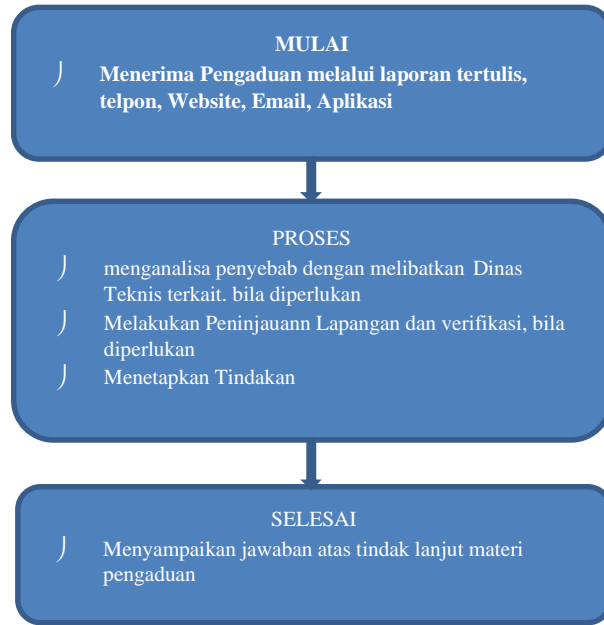 MULAI
Menerima Pengaduan melalui laporan tertulis,
telpon, Website, Email, Aplikasi
PROSES
menganalisa penyebab dengan melibatkan Dinas
Teknis terkait. bila diperlukan
Melakukan Peninjauann Lapangan dan verifikasi, bila
diperlukan
Menetapkan Tindakan
SELESAI
Menyampaikan jawaban atas tindak lanjut materi
pengaduan